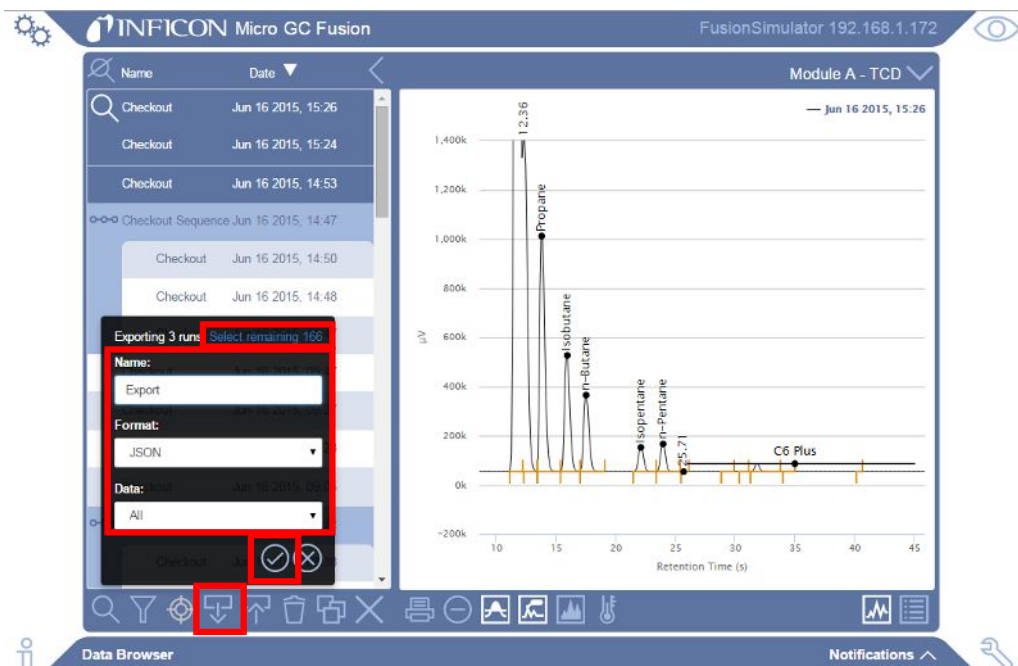 INFICON Micro GC Fusion
FusionSimulator 192.168.1.172
Name Date
Module A - TCD
Checkout Jun 16 2015, 15:26
Checkout Jun 16 2015, 15:24
Checkout Jun 16 2015, 14:53
Checkout Sequence Jun 16 2015, 14:47
Checkout Jun 16 2015, 14:50
Checkout Jun 16 2015, 14:48
Exporting 3 runs Select remaining 166
Name:
Export
Format:
JSON
Data:
All
Jun 16 2015, 15:26
12.36
Propane
Isobutane
n-Butane
Isopentane
n-Pentane
25.71
C6 Plus
1,400k
1,200k
1,000k
800k
600k
400k
200k
0k
-200k
μV
10 15 20 25 30 35 40 45
Retention Time (s)
Data Browser
Notifications